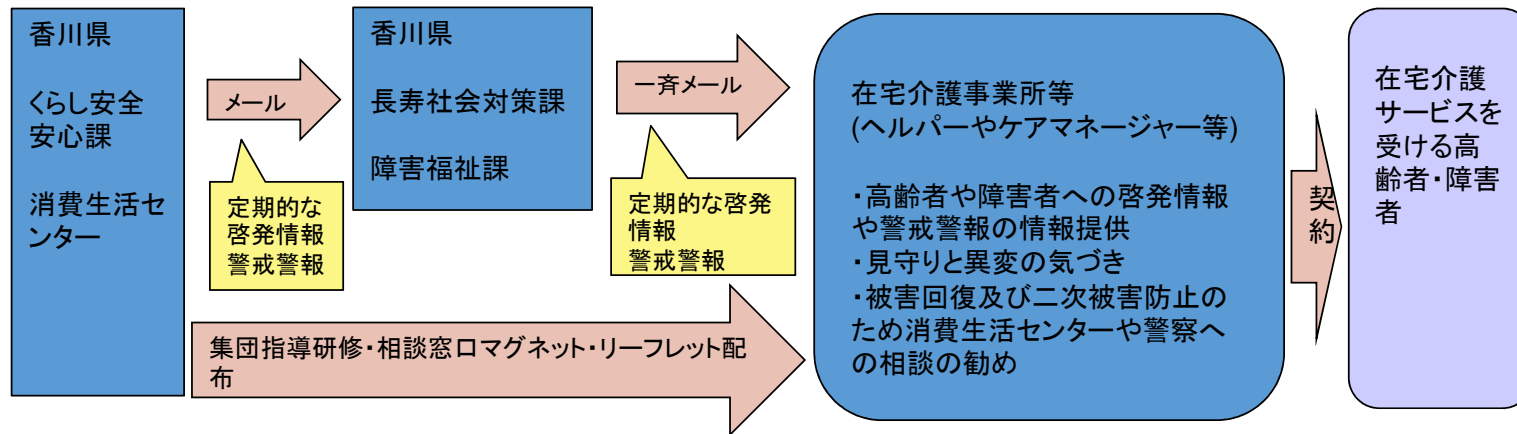 香川県
くらし安全
安心課
消費生活セ
ンター
メール
定期的な
啓発情報
警戒警報
香川県
長寿社会対策課
障害福祉課
一斉メール
定期的な啓発
情報
警戒警報
集団指導研修・相談窓口マグネット・リーフレット配
布
在宅介護事業所等
(ヘルパーやケアマネージャー等)
・高齢者や障害者への啓発情報
や警戒警報の情報提供
・見守りと異変の気づき
・被害回復及び二次被害防止の
ため消費生活センターや警察へ
の相談の勧め
契
約
在宅介護
サービスを
受ける高
齢者・障害
者